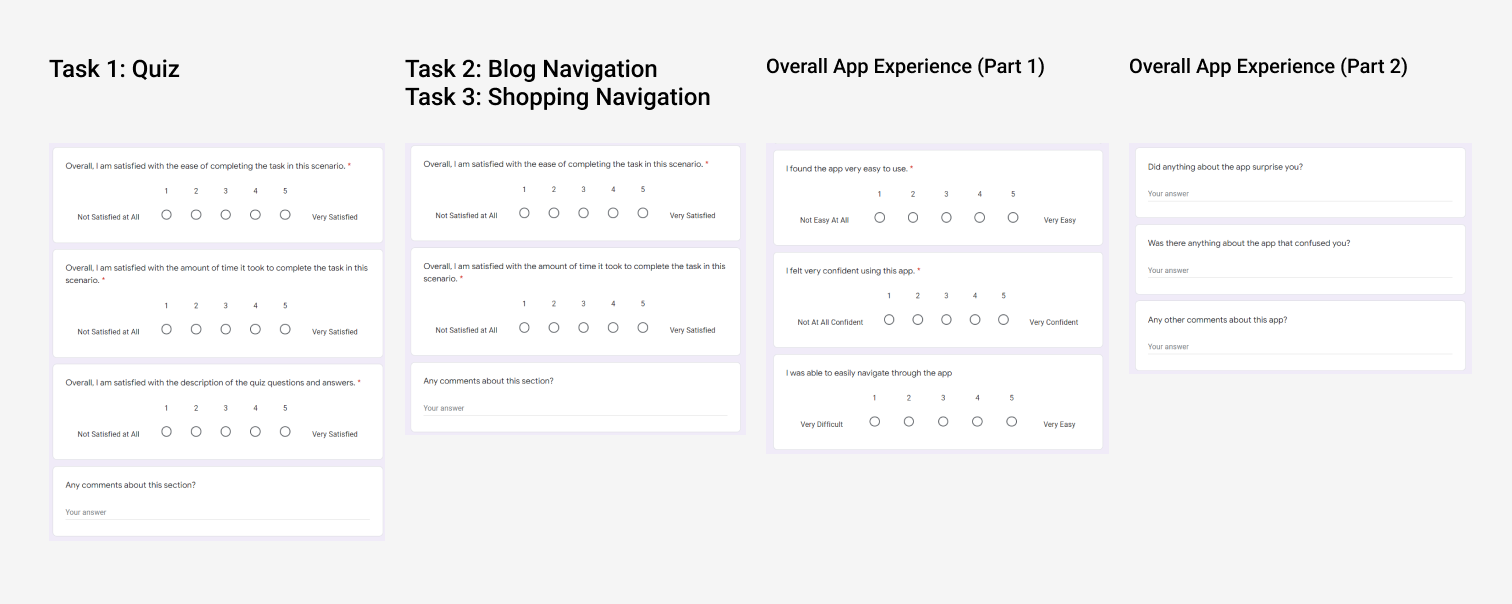 Task 1: Quiz
Overall, I am satisfied with the ease of completing the task in this scenario. *
1 2 3 4 5
Not Satisfied at All Very Satisfied
Overall, I am satisfied with the amount of time it took to complete the task in this
scenario. *
1 2 3 4 5
Not Satisfied at All Very Satisfied
Overall, I am satisfied with the description of the quiz questions and answers. *
1 2 3 4 5
Not Satisfied at All Very Satisfied
Any comments about this section?
Your answer
Task 2: Blog Navigation
Task 3: Shopping Navigation
Overall, I am satisfied with the ease of completing the task in this scenario. *
1 2 3 4 5
Not Satisfied at All Very Satisfied
Overall, I am satisfied with the amount of time it took to complete the task in this
scenario. *
1 2 3 4 5
Not Satisfied at All Very Satisfied
Any comments about this section?
Your answer
Overall App Experience (Part 1)
I found the app very easy to use. *
1 2 3 4 5
Not Easy At All Very Easy
I felt very confident using this app. *
1 2 3 4 5
Not At All Confident Very Confident
I was able to easily navigate through the app
1 2 3 4 5
Very Difficult Very Easy
Overall App Experience (Part 2)
Did anything about the app surprise you?
Your answer
Was there anything about the app that confused you?
Your answer
Any other comments about this app?
Your answer